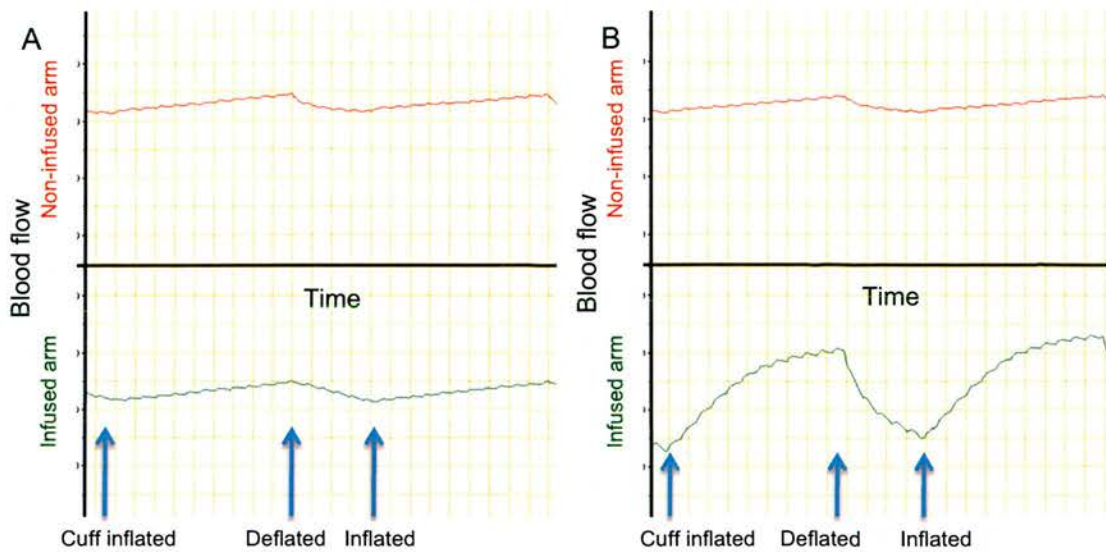 A
Non-infused arm
Blood flow
Time
Infused arm
Cuff inflated
Deflated
Inflated
B
Non-infused arm
Blood flow
Time
Infused arm
Cuff inflated
Deflated
Inflated